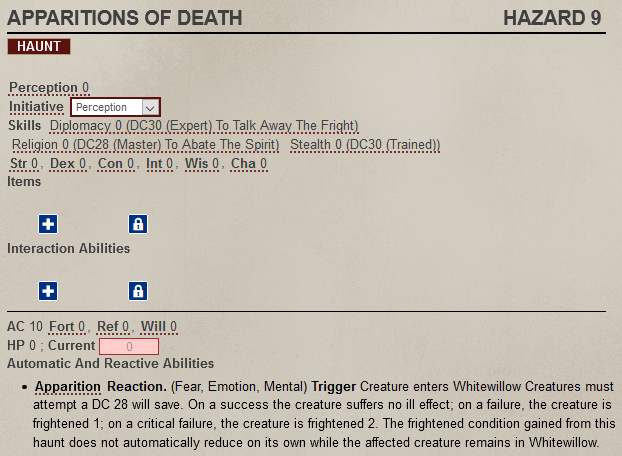 APPARITIONS OF DEATH HAZARD 9
HAUNT
Perception 0
Initiative Perception
Skills Diplomacy 0 (DC30 (Expert) To Talk Away The Fright)
Religion 0 (DC28 (Master) To Abate The Spirit) Stealth 0 (DC30 (Trained))
Str 0, Dex 0, Con 0, Int 0, Wis 0, Cha 0
Items
Interaction Abilities
AC 10 Fort 0, Ref 0, Will 0
HP 0 ; Current 0
Automatic And Reactive Abilities
• Apparition Reaction. (Fear, Emotion, Mental) Trigger Creature enters Whitewillow Creatures must
attempt a DC 28 will save. On a success the creature suffers no ill effect; on a failure, the creature is
frightened 1; on a critical failure, the creature is frightened 2. The frightened condition gained from this
haunt does not automatically reduce on its own while the affected creature remains in Whitewillow.